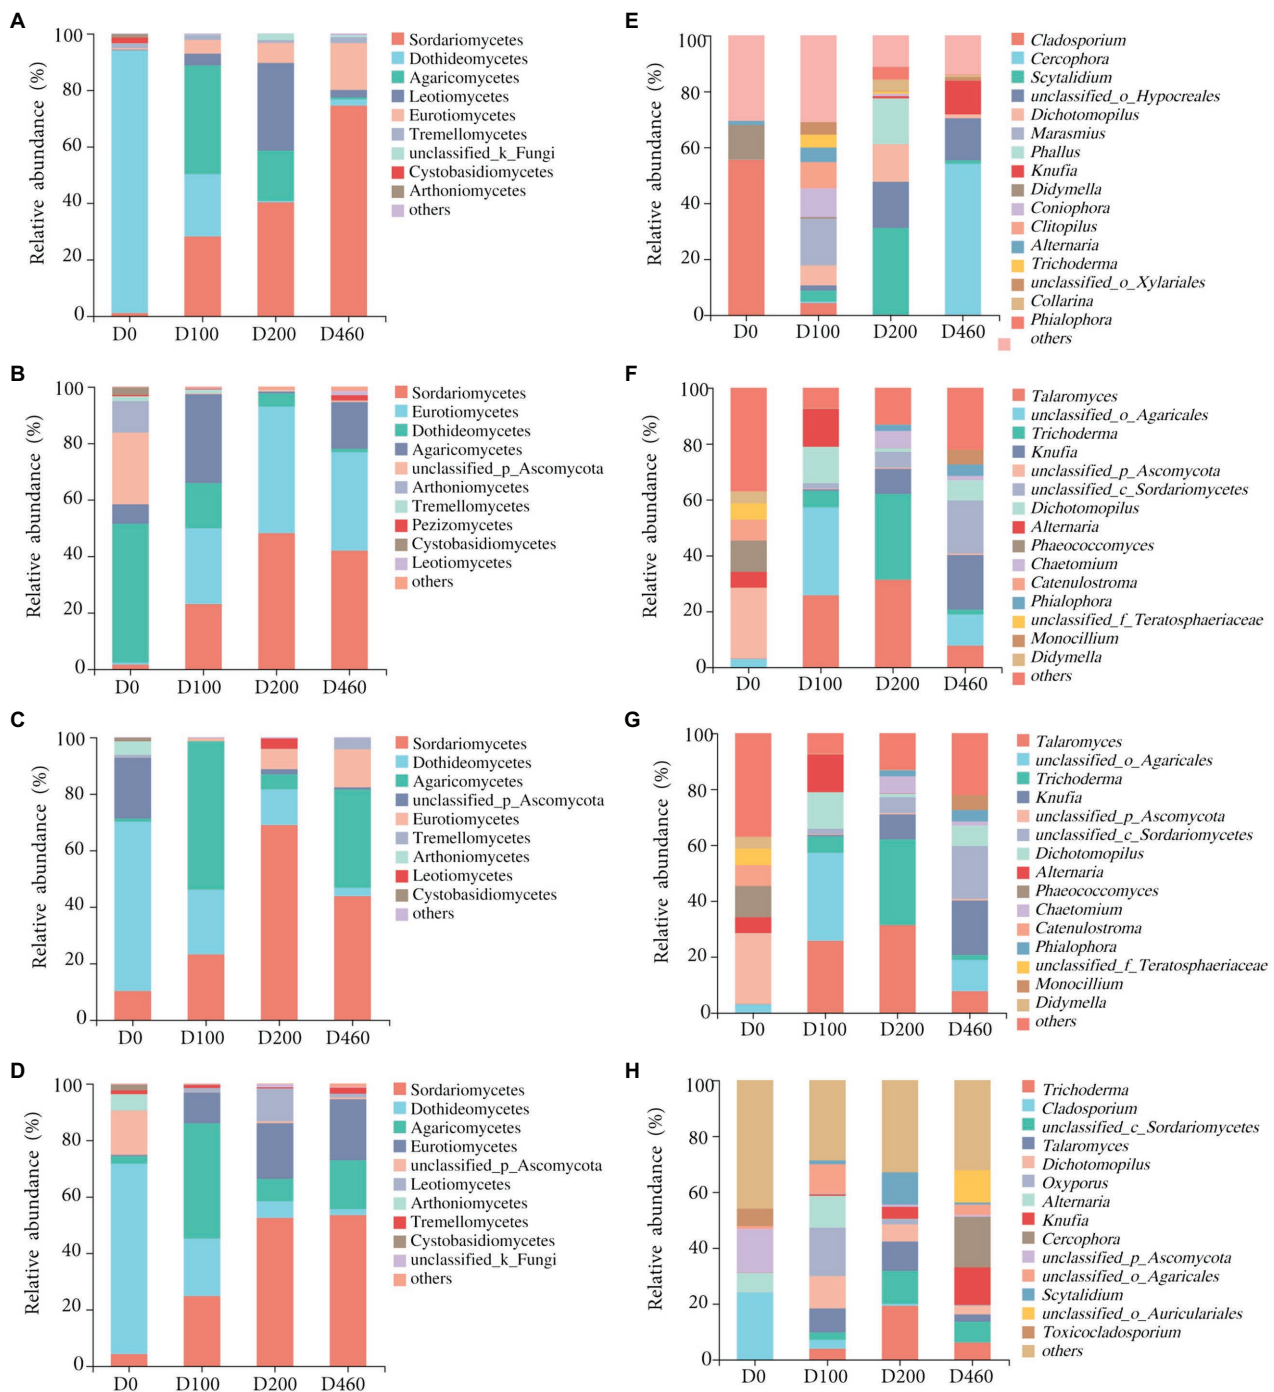 A
Relative abundance (%)
100
80
60
40
20
0
D0 D100 D200 D460
Sordariomycetes
Dothideomycetes
Agaricomycetes
Leotiomycetes
Eurotiomycetes
Tremellomycetes
unclassified_k_Fungi
Cystobasidiomycetes
Arthoniomycetes
others
B
Relative abundance (%)
100
80
60
40
20
0
D0 D100 D200 D460
Sordariomycetes
Eurotiomycetes
Dothideomycetes
Agaricomycetes
unclassified_p_Ascomycota
Arthoniomycetes
Tremellomycetes
Pezizomycetes
Cystobasidiomycetes
Leotiomycetes
others
C
Relative abundance (%)
100
80
60
40
20
0
D0 D100 D200 D460
Sordariomycetes
Dothideomycetes
Agaricomycetes
unclassified_p_Ascomycota
Eurotiomycetes
Tremellomycetes
Arthoniomycetes
Leotiomycetes
Cystobasidiomycetes
others
D
Relative abundance (%)
100
80
60
40
20
0
D0 D100 D200 D460
Sordariomycetes
Dothideomycetes
Agaricomycetes
Eurotiomycetes
unclassified_p_Ascomycota
Leotiomycetes
Arthoniomycetes
Tremellomycetes
Cystobasidiomycetes
unclassified_k_Fungi
others
E
Relative abundance (%)
100
80
60
40
20
0
D0 D100 D200 D460
Cladosporium
Cercophora
Scytalidium
unclassified_o_Hypocreales
Dichotomopilus
Marasmius
Phallus
Knufia
Didymella
Coniophora
Clitopilus
Alternaria
Trichoderma
unclassified_o_Xylariales
Collarina
Phialophora
others
F
Relative abundance (%)
100
80
60
40
20
0
D0 D100 D200 D460
Talaromyces
unclassified_o_Agaricales
Trichoderma
Knufia
unclassified_p_Ascomycota
unclassified_c_Sordariomycetes
Dichotomopilus
Alternaria
Phaeococcomyces
Chaetomium
Catenulostroma
Phialophora
unclassified_f_Teratosphaeriaceae
Monocillium
Didymella
others
G
Relative abundance (%)
100
80
60
40
20
0
D0 D100 D200 D460
Talaromyces
unclassified_o_Agaricales
Trichoderma
Knufia
unclassified_p_Ascomycota
unclassified_c_Sordariomycetes
Dichotomopilus
Alternaria
Phaeococcomyces
Chaetomium
Catenulostroma
Phialophora
unclassified_f_Teratosphaeriaceae
Monocillium
Didymella
others
H
Relative abundance (%)
100
80
60
40
20
0
D0 D100 D200 D460
Trichoderma
Cladosporium
unclassified_c_Sordariomycetes
Talaromyces
Dichotomopilus
Oxyporus
Alternaria
Knufia
Cercophora
unclassified_p_Ascomycota
unclassified_o_Agaricales
Scytalidium
unclassified_o_Auriculariales
Toxicocladosporium
others